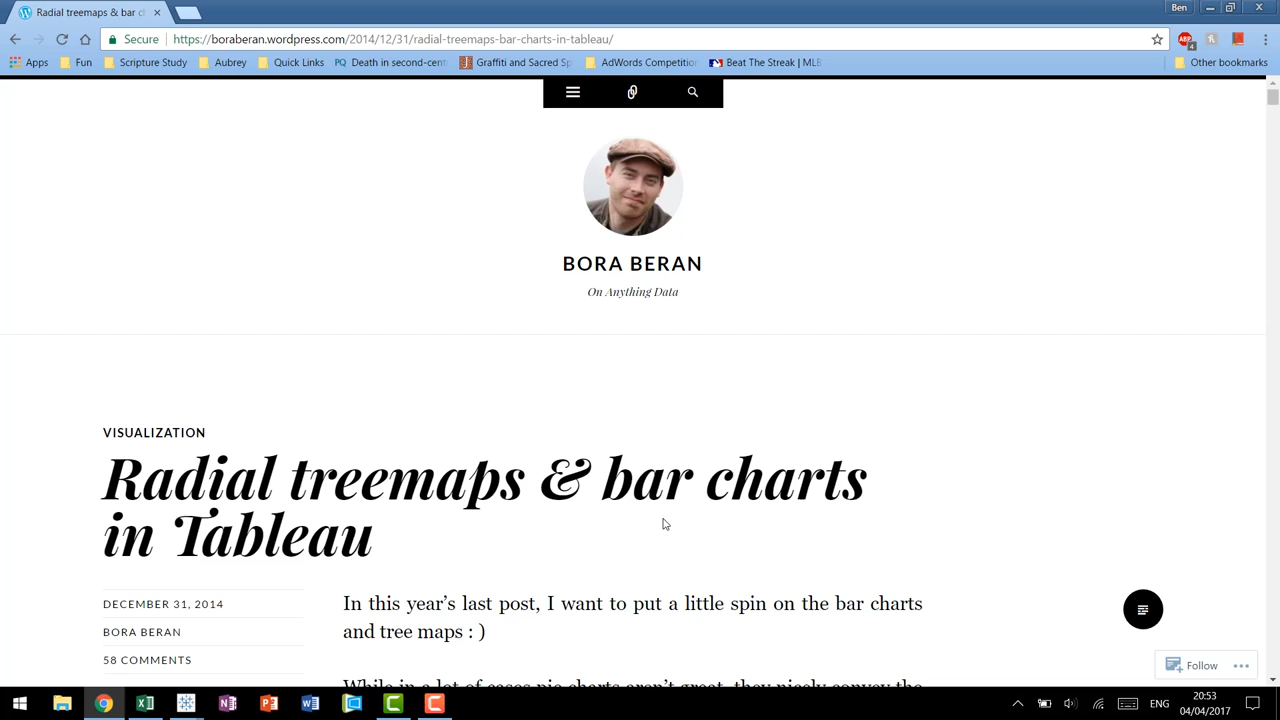 Radial treemaps & bar c
Ben
Secure
https://boraberan.wordpress.com/2014/12/31/radial-treemaps-bar-charts-in-tableau/
ABP
4
Apps
Fun
Scripture Study
Aubrey
Quick Links
PQ Death in second-cent
Graffiti and Sacred Sp
AdWords Competitio
Beat The Streak | MLB
Other bookmarks
BORA BERAN
On Anything Data
VISUALIZATION
Radial treemaps & bar charts
in Tableau
DECEMBER 31, 2014
BORA BERAN
58 COMMENTS
In this year's last post, I want to put a little spin on the bar charts
and tree maps : )
While in a lot of cases pie charts aren't great, they nicely convey the
Follow
ENG
20:53
04/04/2017